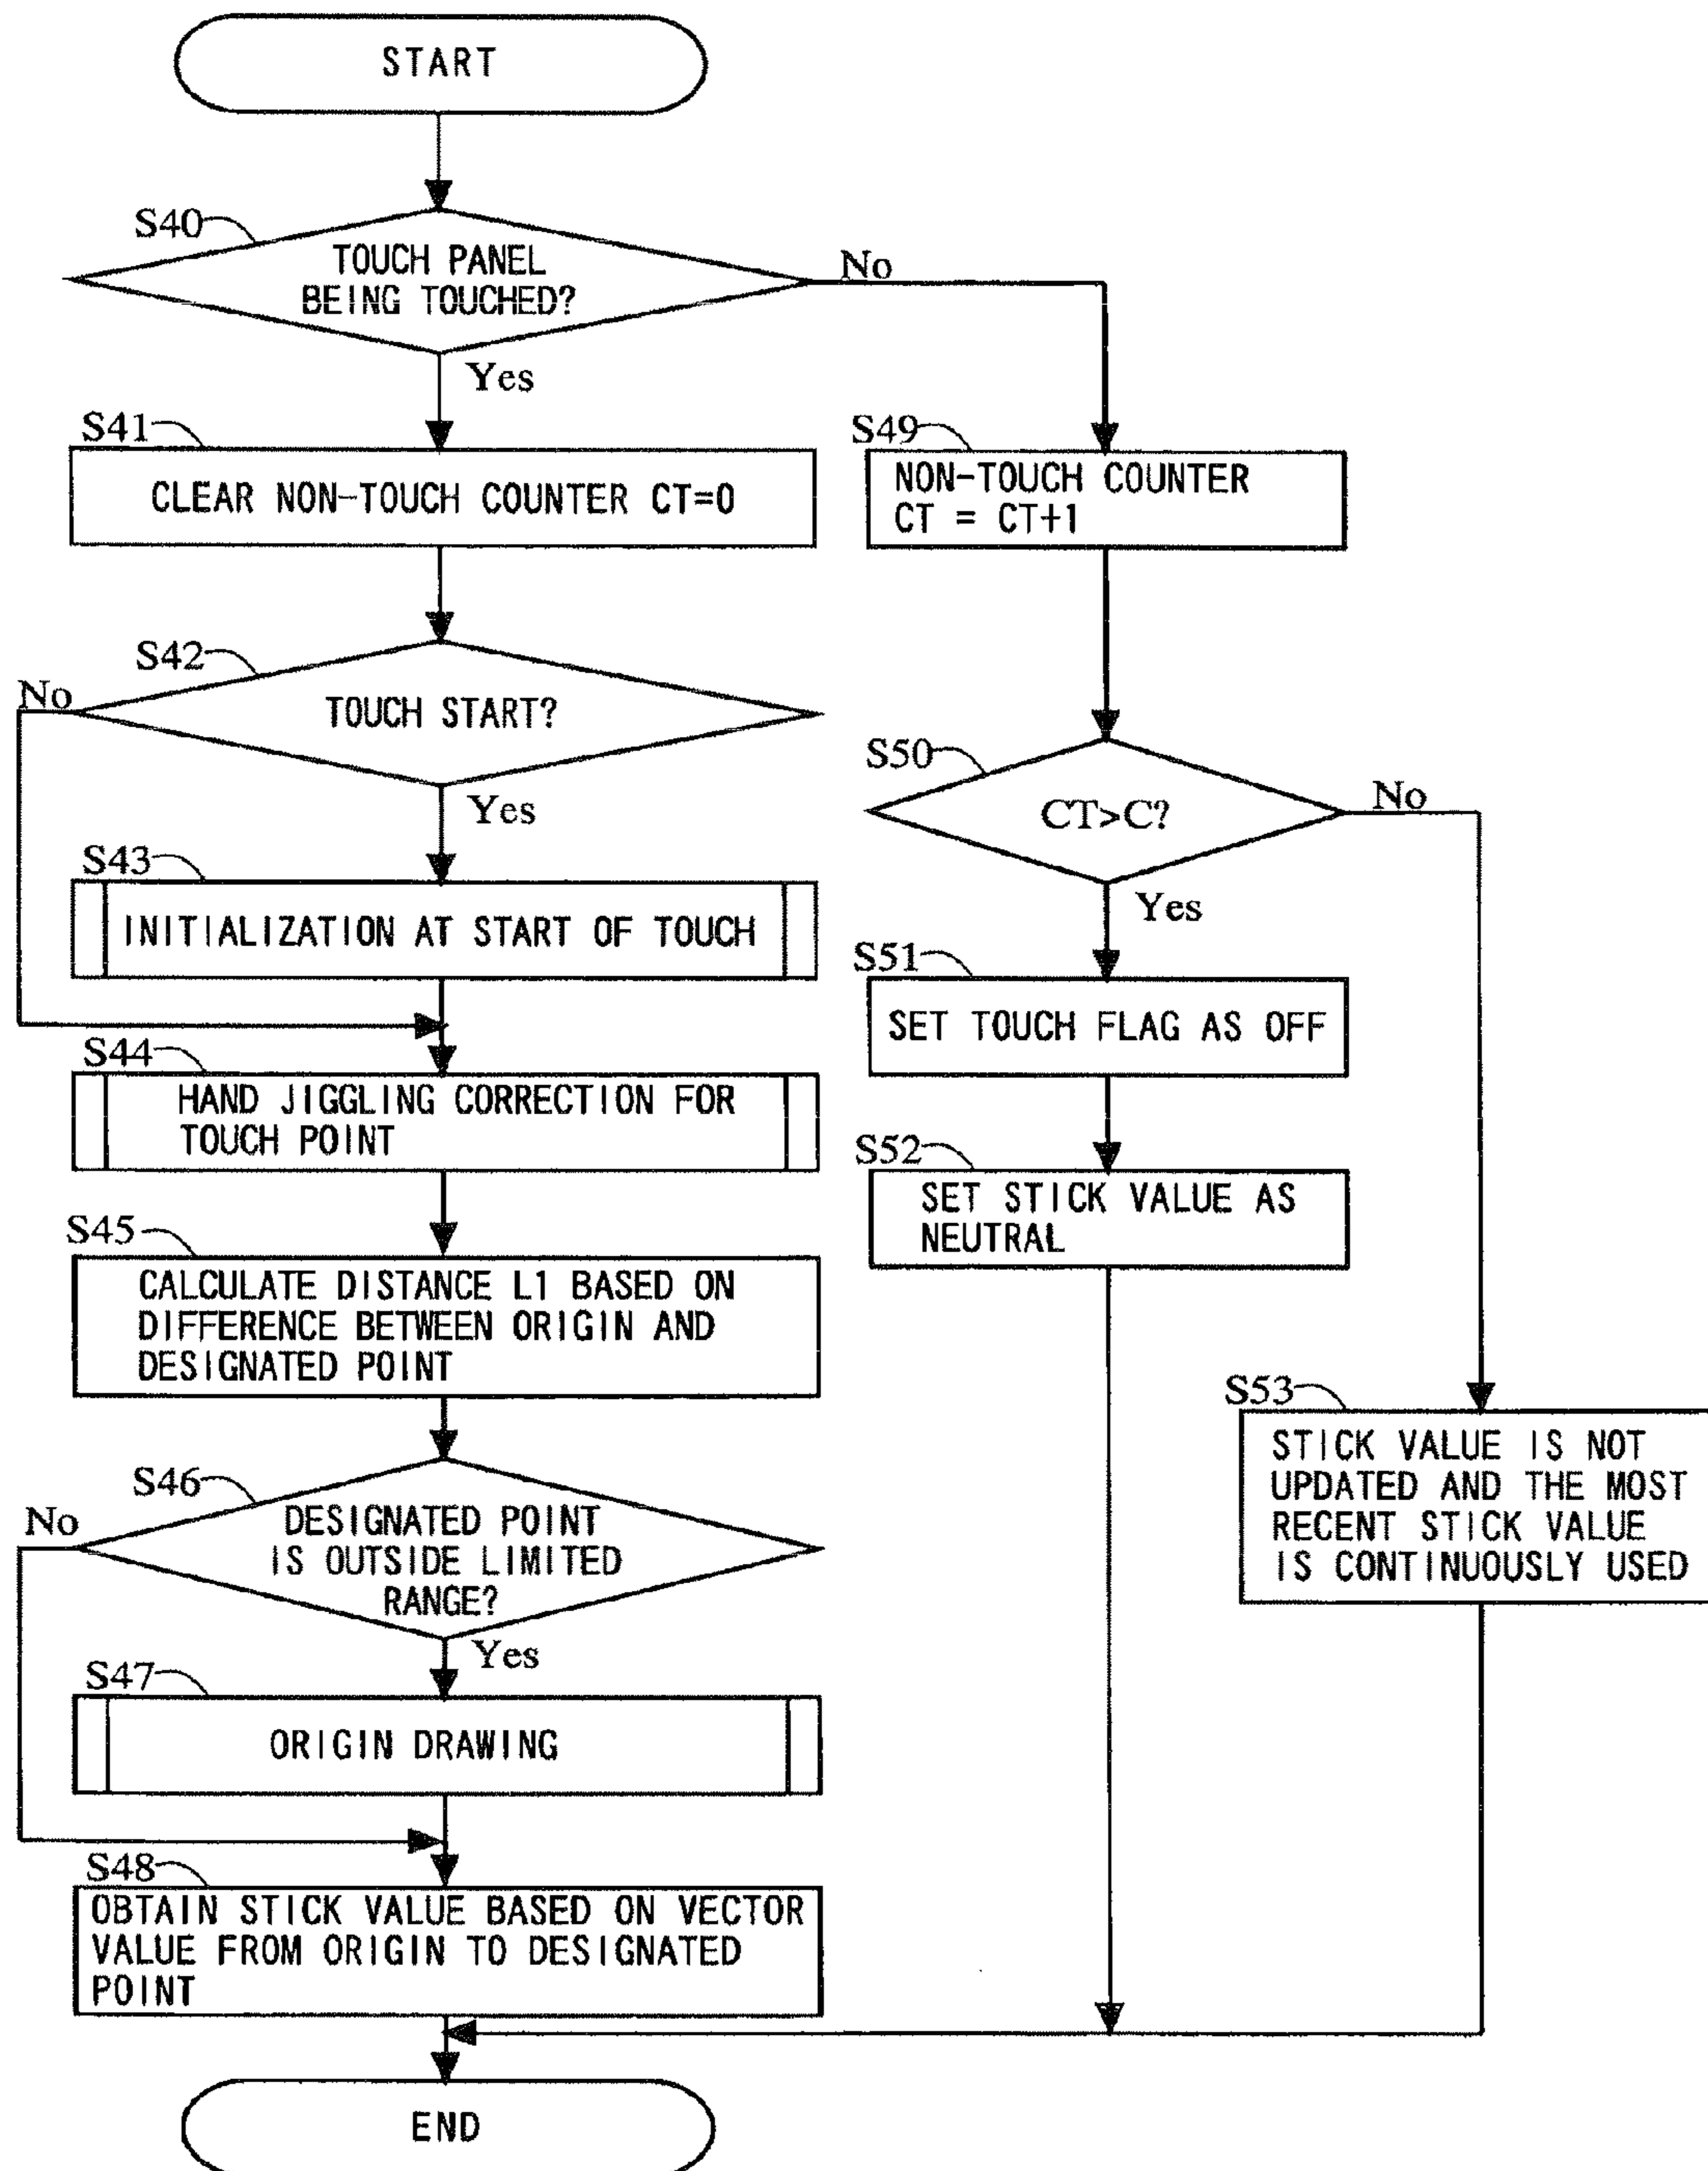 START
S40
TOUCH PANEL
BEING TOUCHED?
No
Yes
S41
CLEAR NON-TOUCH COUNTER CT=0
S49
NON-TOUCH COUNTER
CT = CT+1
S42
No
TOUCH START?
Yes
S50
CT>C?
No
Yes
S43
INITIALIZATION AT START OF TOUCH
S51
SET TOUCH FLAG AS OFF
S44
HAND JIGGLING CORRECTION FOR
TOUCH POINT
S52
SET STICK VALUE AS
NEUTRAL
S45
CALCULATE DISTANCE L1 BASED ON
DIFFERENCE BETWEEN ORIGIN AND
DESIGNATED POINT
S53
STICK VALUE IS NOT
UPDATED AND THE MOST
RECENT STICK VALUE
IS CONTINUOUSLY USED
S46
No
DESIGNATED POINT
IS OUTSIDE LIMITED
RANGE?
Yes
S47
ORIGIN DRAWING
S48
OBTAIN STICK VALUE BASED ON VECTOR
VALUE FROM ORIGIN TO DESIGNATED
POINT
END